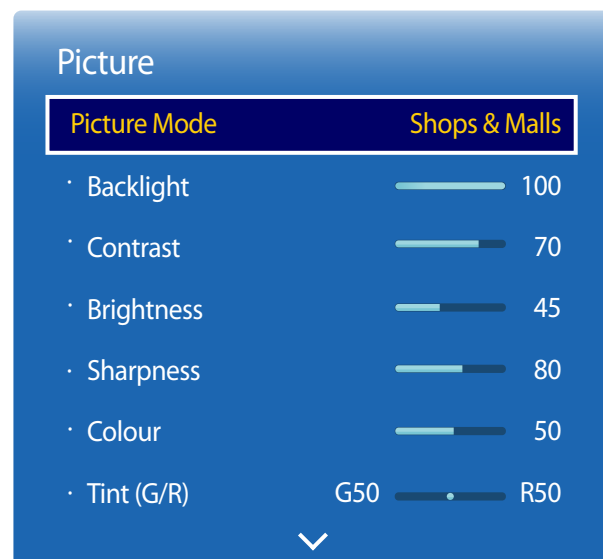 Picture
Picture Mode Shops & Malls
· Backlight 100
· Contrast 70
· Brightness 45
· Sharpness 80
· Colour 50
· Tint (G/R) G50 R50